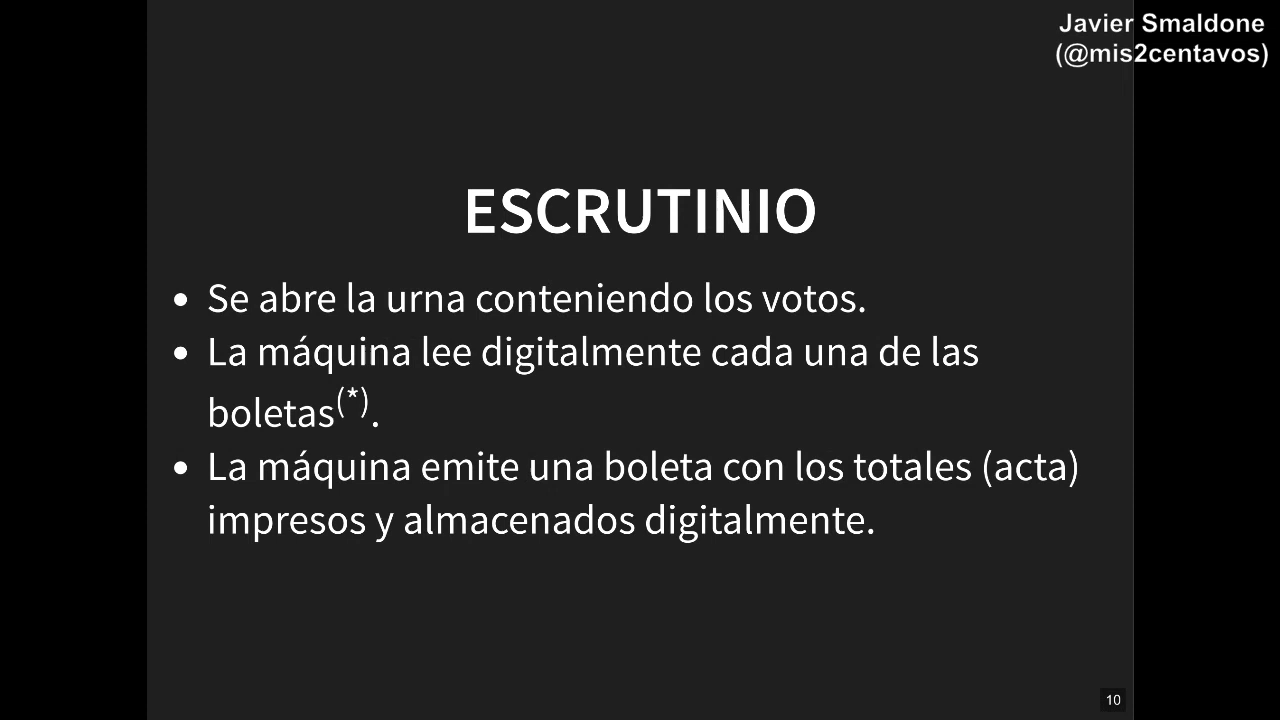 Javier Smaldone
(@mis2centavos)
ESCRUTINIO
• Se abre la urna conteniendo los votos.
• La máquina lee digitalmente cada una de las
boletas(*).
• La máquina emite una boleta con los totales (acta)
impresos y almacenados digitalmente.
10